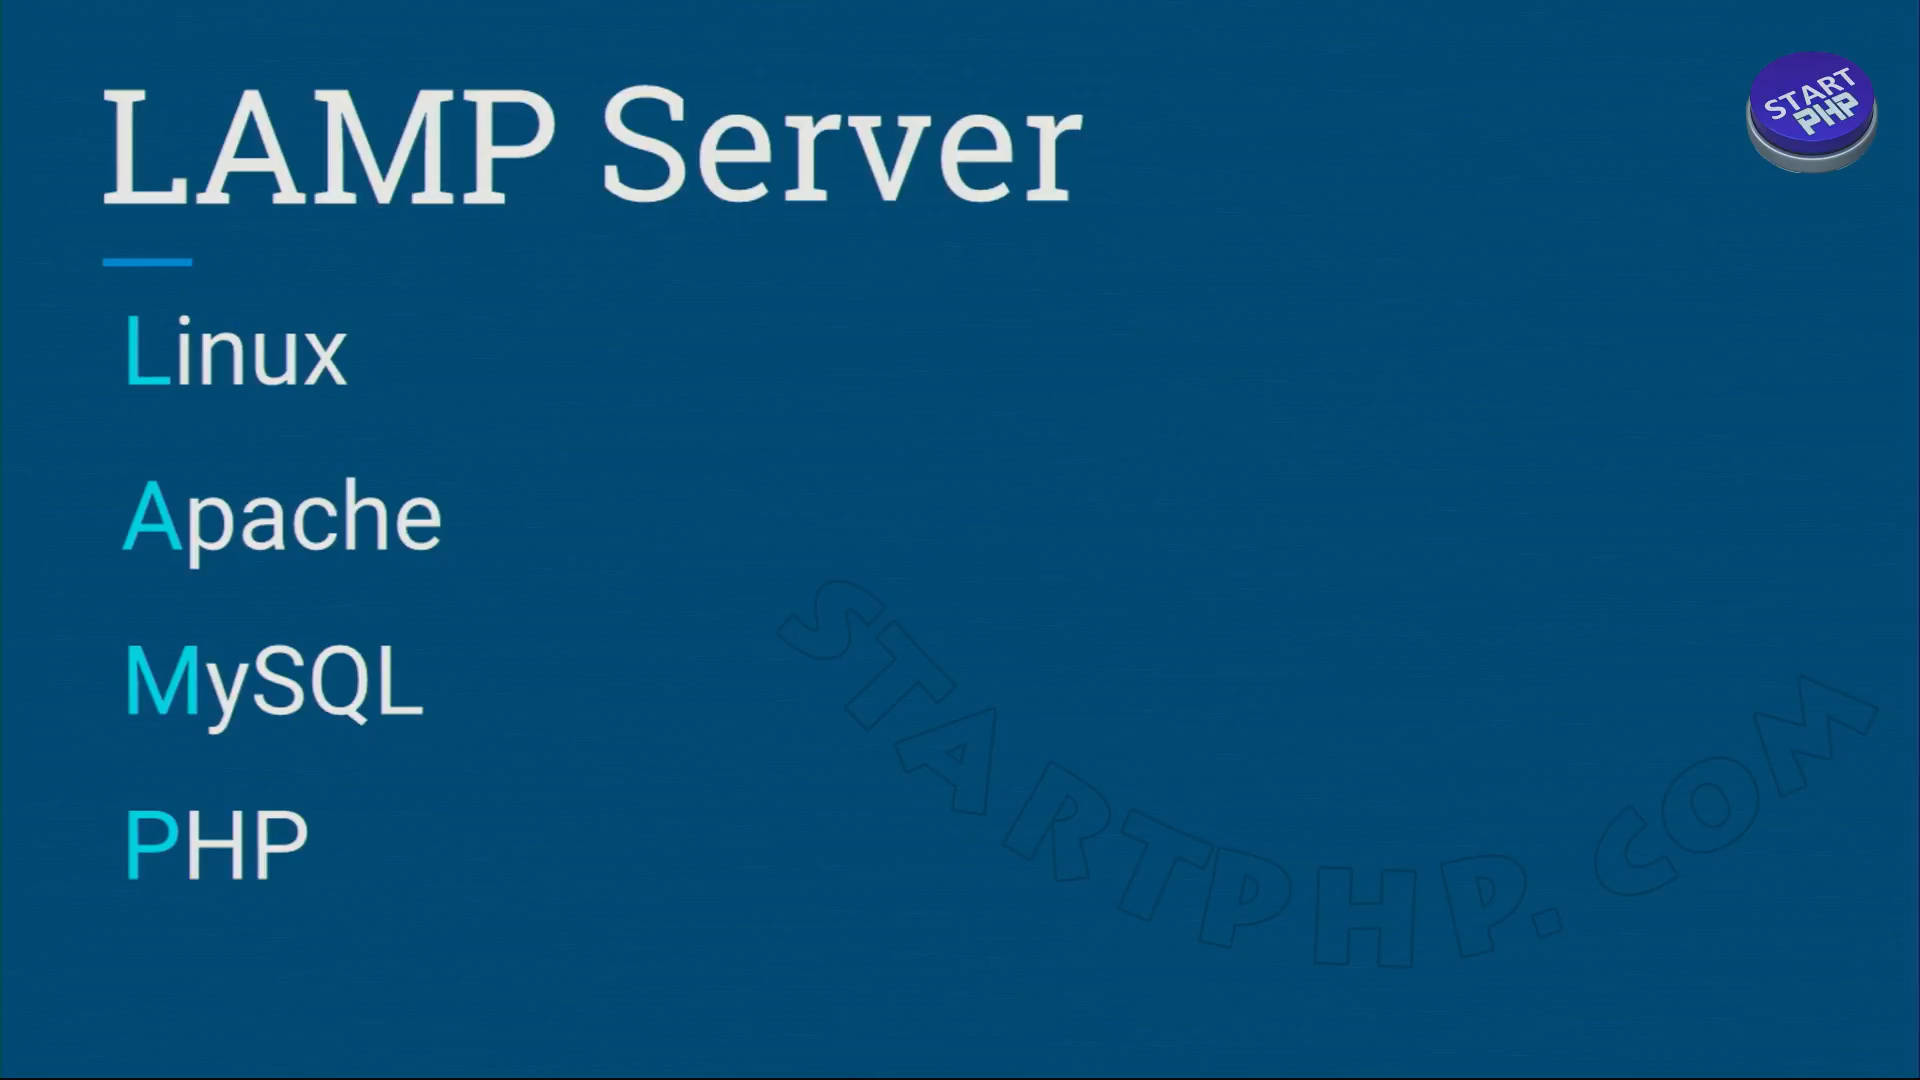 LAMP Server
START
PHP
Linux
Apache
MySQL
PHP
STARTPHP.COM